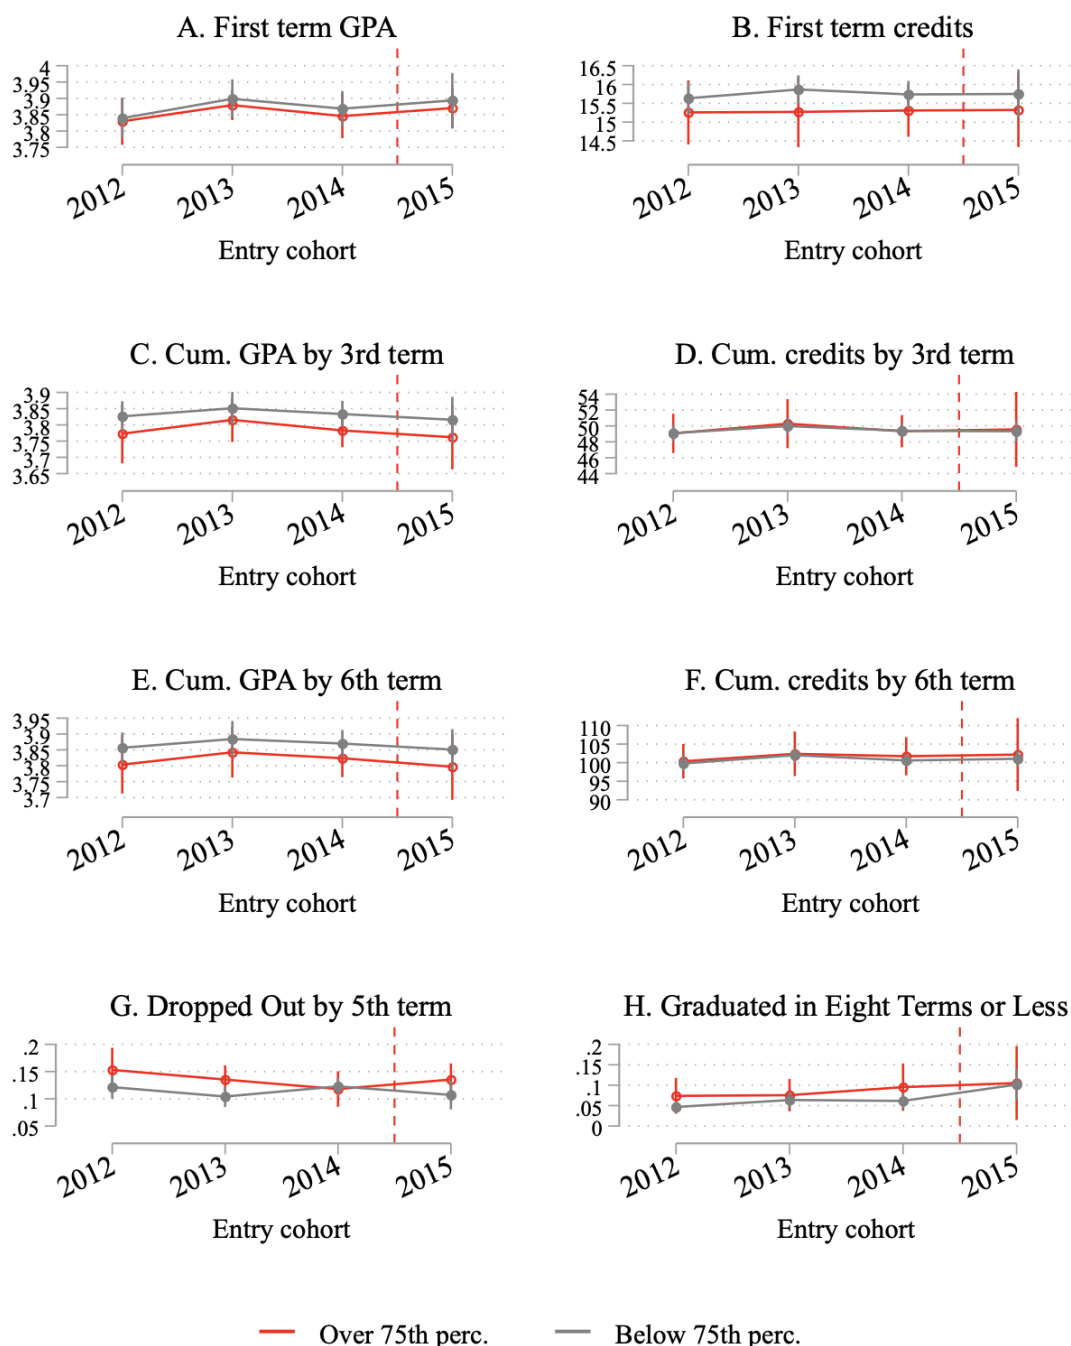 A. First term GPA
4
3.95
3.9
3.85
3.8
3.75
2012 2013 2014 2015
Entry cohort
B. First term credits
16.5
16
15.5
15
14.5
2012 2013 2014 2015
Entry cohort
C. Cum. GPA by 3rd term
3.9
3.85
3.8
3.75
3.7
3.65
2012 2013 2014 2015
Entry cohort
D. Cum. credits by 3rd term
54
52
50
48
46
44
2012 2013 2014 2015
Entry cohort
E. Cum. GPA by 6th term
3.95
3.9
3.85
3.8
3.75
3.7
2012 2013 2014 2015
Entry cohort
F. Cum. credits by 6th term
110
105
100
95
90
2012 2013 2014 2015
Entry cohort
G. Dropped Out by 5th term
.2
.15
.1
.05
2012 2013 2014 2015
Entry cohort
H. Graduated in Eight Terms or Less
.2
.15
.1
.05
0
2012 2013 2014 2015
Entry cohort
Over 75th perc. Below 75th perc.